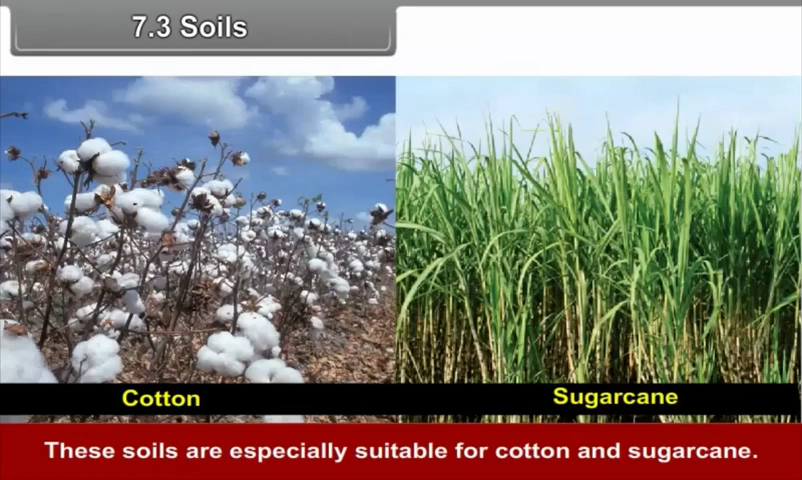 7.3 Soils
Cotton
Sugarcane
These soils are especially suitable for cotton and sugarcane.